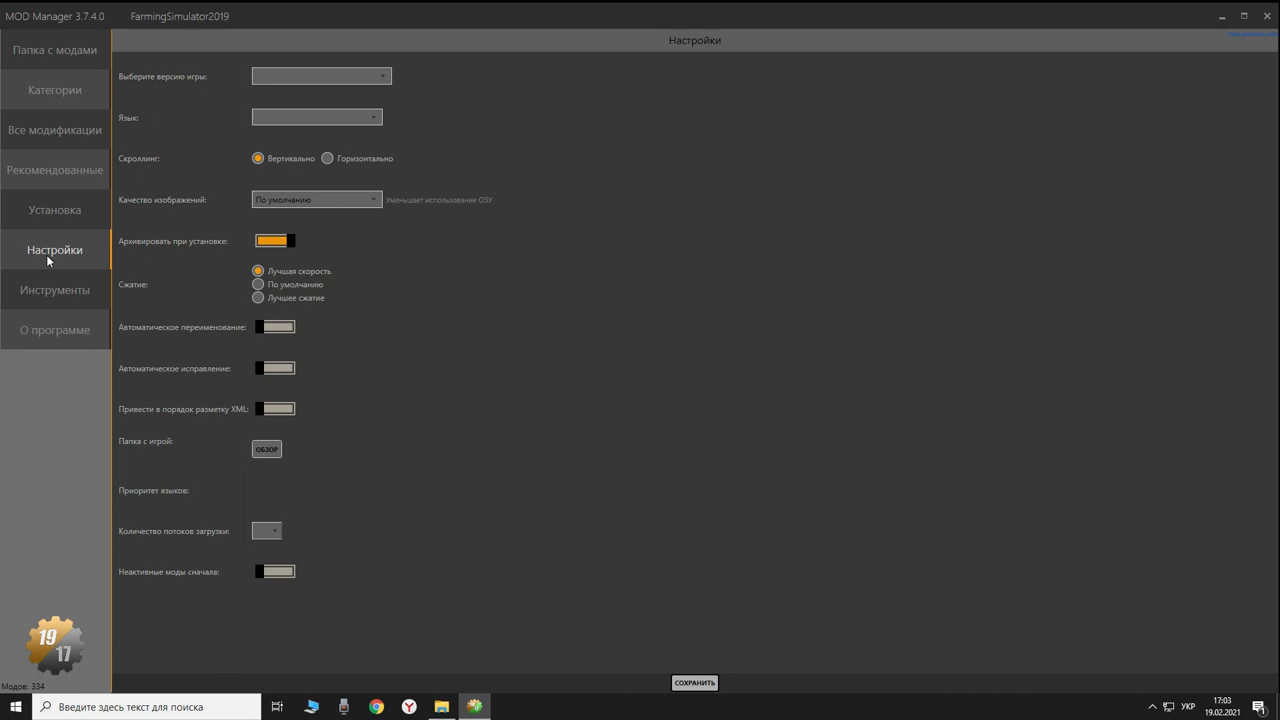 MOD Manager 3.7.4.0 FarmingSimulator2019
Папка с модами
Категории
Все модификации
Рекомендованные
Установка
Настройки
Инструменты
О программе
19
17
Модов: 334
Настройки
Выберите версию игры:
Язык:
Скроллинг: Вертикально Горизонтально
Качество изображений: По умолчанию Уменьшает использование ОЗУ
Архивировать при установке:
Лучшая скорость
Сжатие: По умолчанию
Лучшее сжатие
Автоматическое переименование:
Автоматическое исправление:
Привести в порядок разметку XML:
Папка с игрой: ОБЗОР
Приоритет языков:
Количество потоков загрузки:
Неактивные моды сначала:
СОХРАНИТЬ
Введите здесь текст для поиска
УКР
17:03
19.02.2021